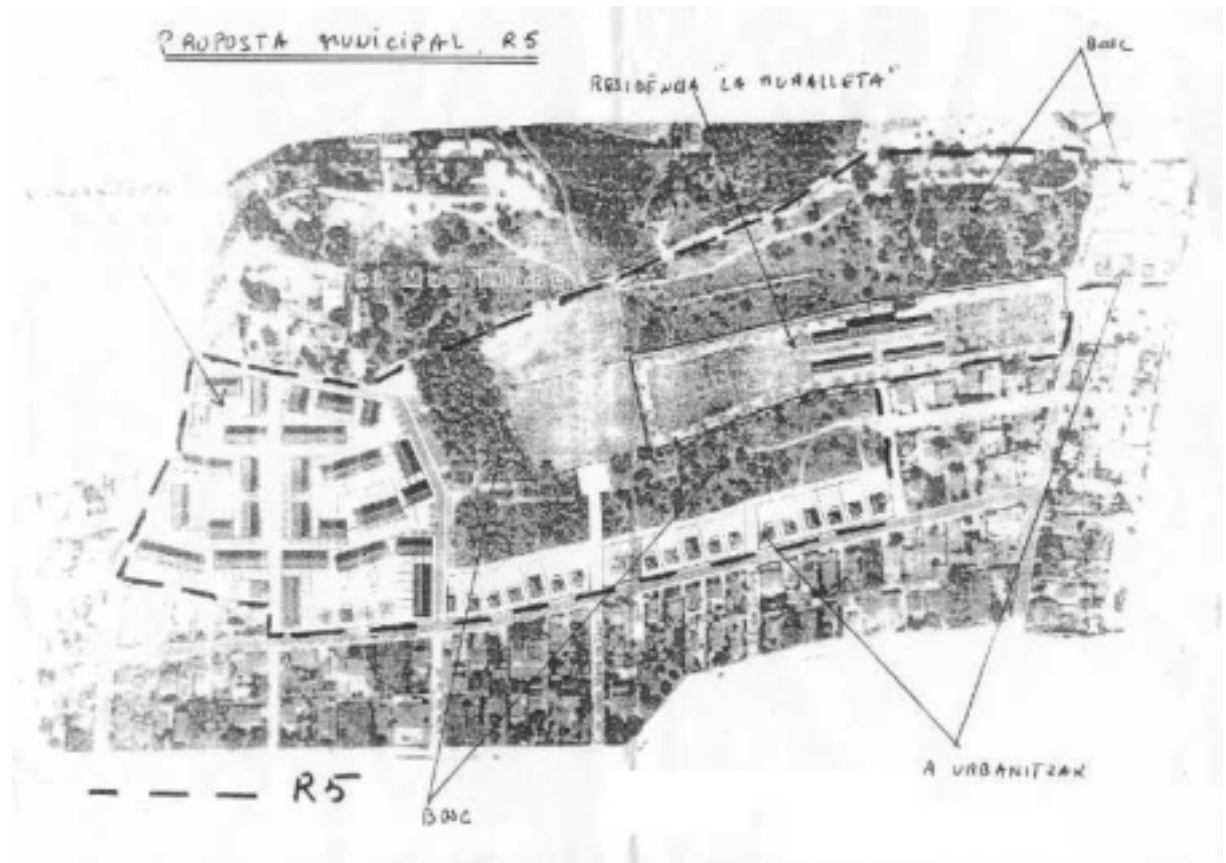 PROPOSTA MUNICIPAL. R5
BOSC
RESIDÈNCIA "LA MURALLETA"
A URBANITZAR
R5
BOSC